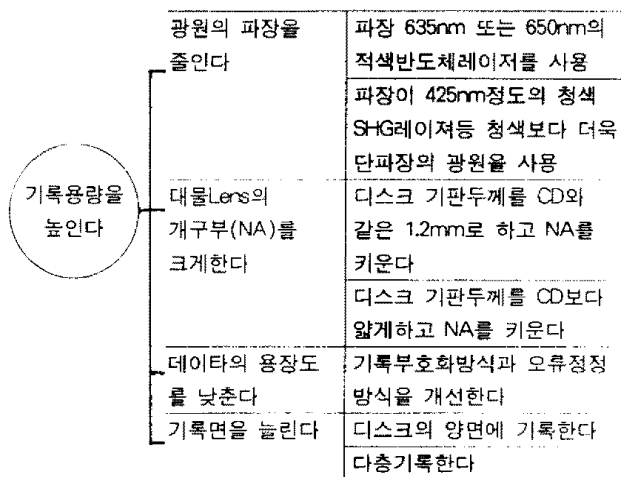 기록용량을
높인다
광원의 파장을
줄인다
파장 635nm 또는 650nm의
적색반도체레이저를 사용
파장이 425nm정도의 청색
SHG레이져등 청색보다 더욱
단파장의 광원을 사용
대물Lens의
개구부(NA)를
크게한다
디스크 기판두께를 CD와
같은 1.2mm로 하고 NA를
키운다
디스크 기판두께를 CD보다
얇게하고 NA를 키운다
데이타의 용장도
를 낮춘다
기록부호화방식과 오류정정
방식을 개선한다
기록면을 늘린다
디스크의 양면에 기록한다
다층기록한다